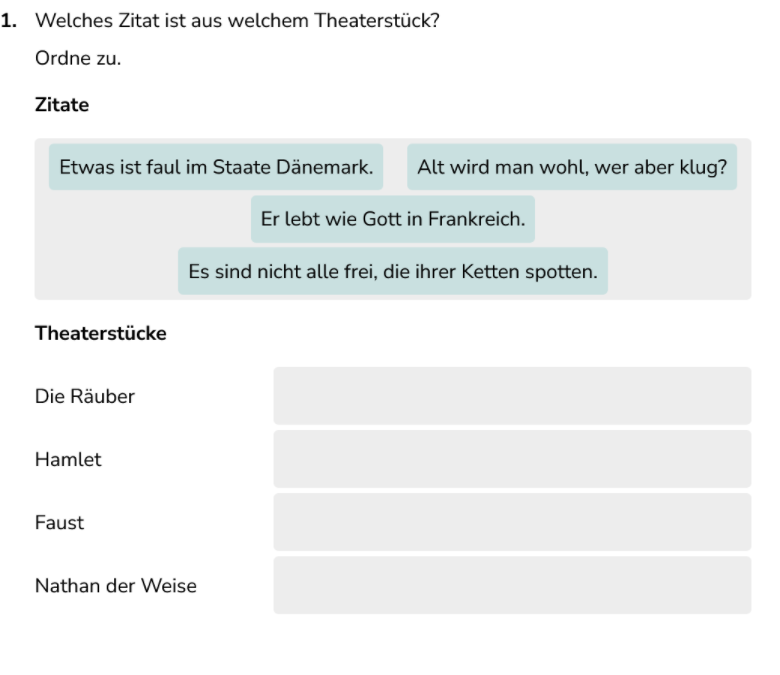 1. Welches Zitat ist aus welchem Theaterstück?
Ordne zu.
Zitate
Etwas ist faul im Staate Dänemark. Alt wird man wohl, wer aber klug?
Er lebt wie Gott in Frankreich.
Es sind nicht alle frei, die ihrer Ketten spotten.
Theaterstücke
Die Räuber
Hamlet
Faust
Nathan der Weise